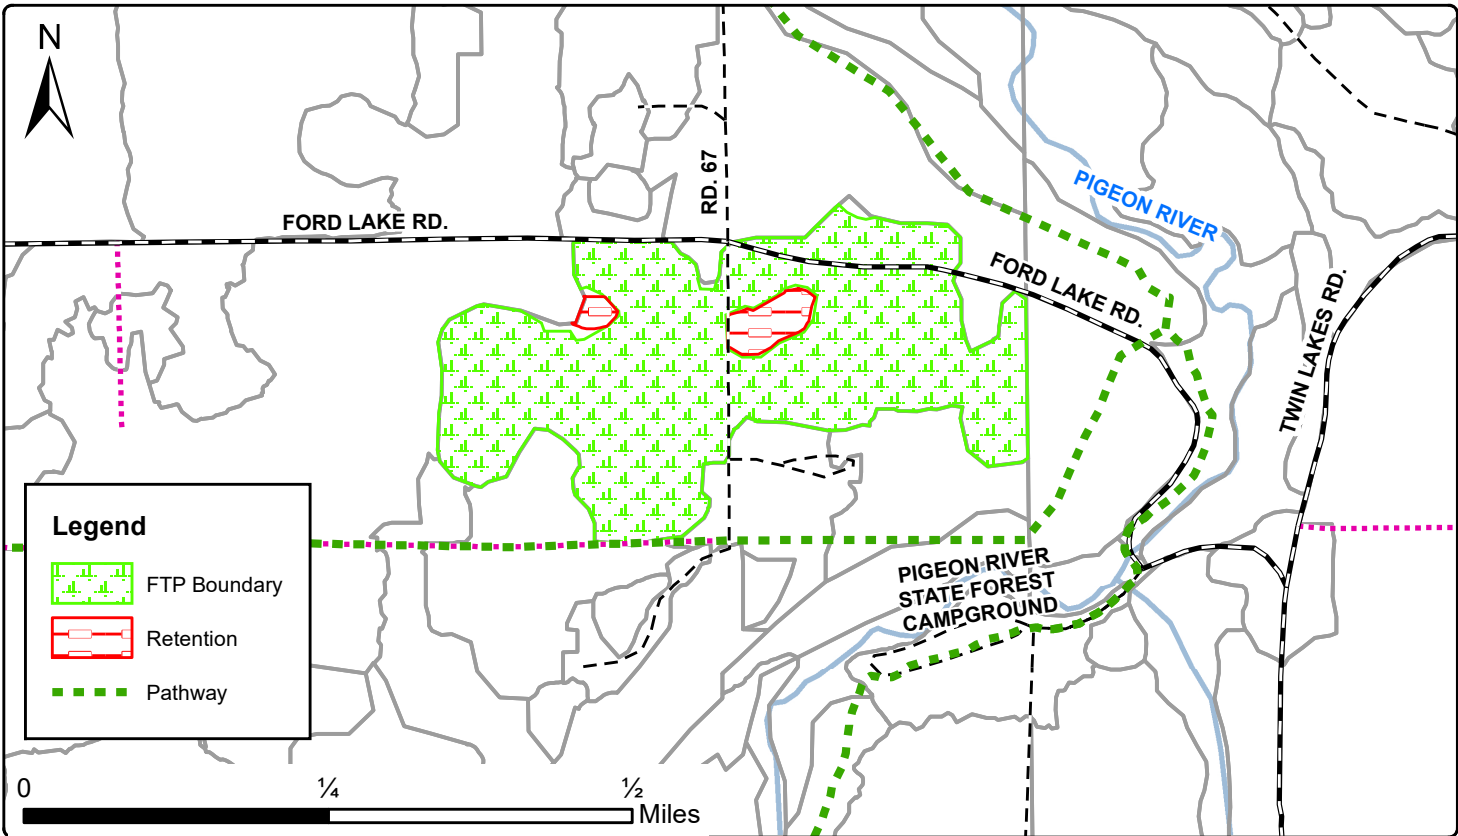 N
RD. 67
FORD LAKE RD.
PIGEON RIVER
FORD LAKE RD.
TWIN LAKES RD.
PIGEON RIVER
STATE FOREST
CAMPGROUND
Legend
FTP Boundary
Retention
Pathway
0 ¼ ½
Miles